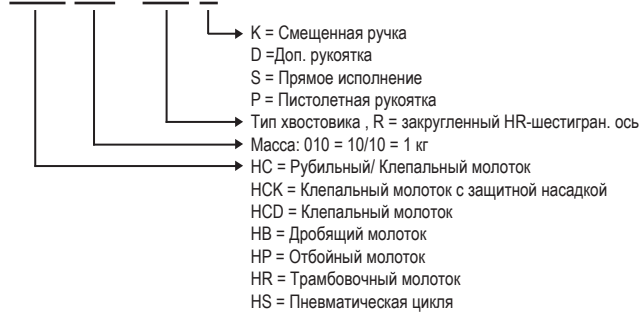 K = Смещенная ручка
D =Доп. рукоятка
S = Прямое исполнение
P = Пистолетная рукоятка
Тип хвостовика , R = закругленный HR-шестигран. ось
Масса: 010 = 10/10 = 1 кг
HC = Рубильный/ Клепальный молоток
HCK = Клепальный молоток с защитной насадкой
HCD = Клепальный молоток
HB = Дробящий молоток
HP = Отбойный молоток
HR = Трамбовочный молоток
HS = Пневматическая цикля